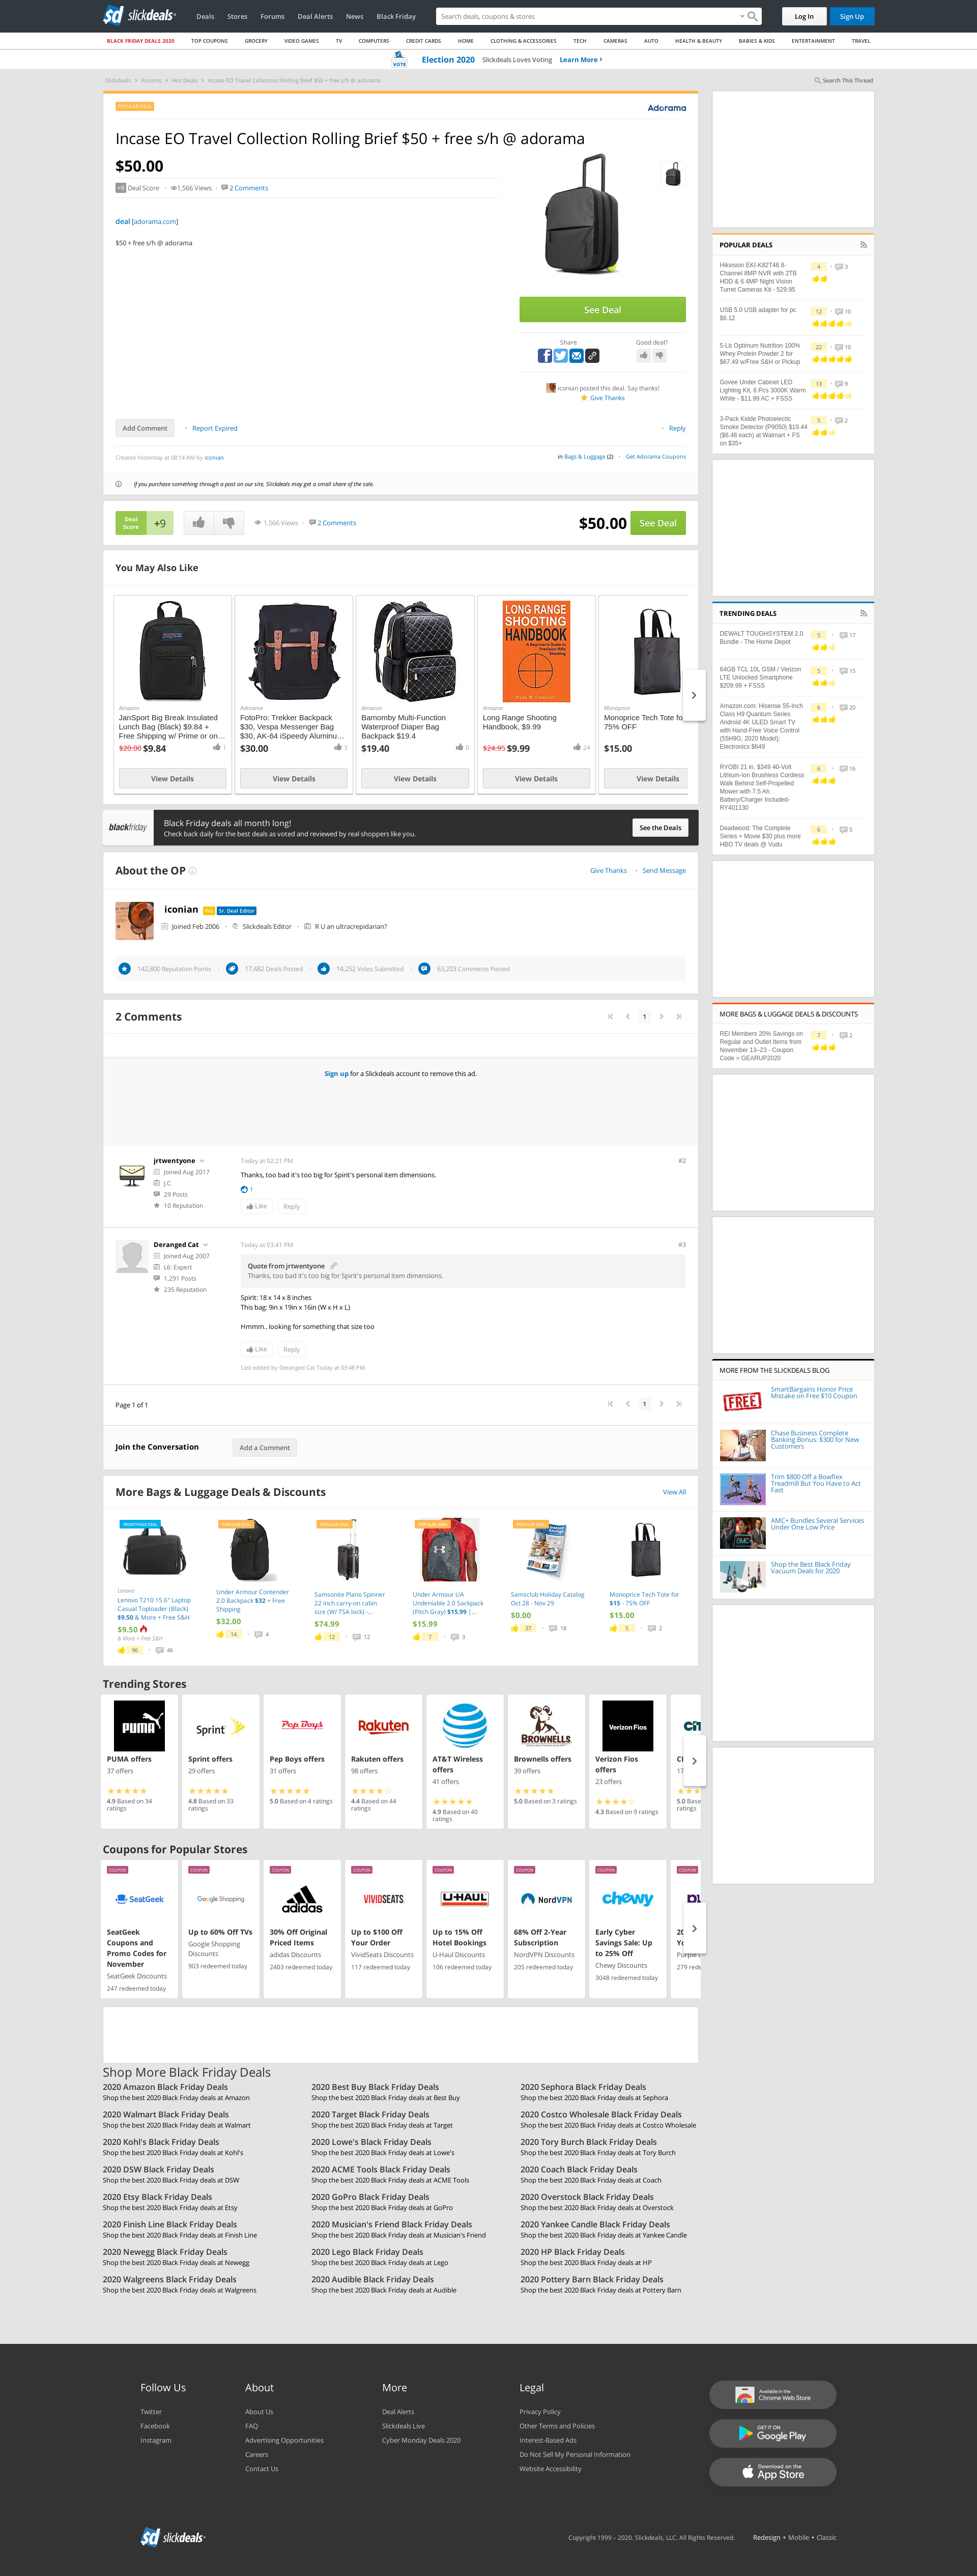 slickdeals
Deals
Stores
Forums
Deal Alerts
News
Black Friday
Search deals, coupons & stores
Log In
Sign Up
BLACK FRIDAY DEALS 2020
TOP COUPONS
GROCERY
VIDEO GAMES
TV
COMPUTERS
CREDIT CARDS
HOME
CLOTHING & ACCESSORIES
TECH
CAMERAS
AUTO
HEALTH & BEAUTY
BABIES & KIDS
ENTERTAINMENT
TRAVEL
VOTE
Election 2020 Slickdeals Loves Voting Learn More
Slickdeals > Forums > Hot Deals > Incase EO Travel Collection Rolling Brief $50 + free s/h @ adorama
Search This Thread
POPULAR DEAL
Adorama
Incase EO Travel Collection Rolling Brief $50 + free s/h @ adorama
$50.00
+9 Deal Score 1,566 Views 2 Comments
deal [adorama.com]
$50 + free s/h @ adorama
See Deal
Share
Good deal?
iconian posted this deal. Say thanks!
Give Thanks
Add Comment
Report Expired
Reply
Created Yesterday at 08:14 AM by iconian
in Bags & Luggage (2) Get Adorama Coupons
If you purchase something through a post on our site, Slickdeals may get a small share of the sale.
Deal Score +9
1,566 Views 2 Comments
$50.00 See Deal
You May Also Like
Amazon
JanSport Big Break Insulated Lunch Bag (Black) $9.84 + Free Shipping w/ Prime or on...
$20.00 $9.84 1
View Details
Adorama
FotoPro: Trekker Backpack $30, Vespa Messenger Bag $30, AK-64 iSpeedy Aluminu...
$30.00 3
View Details
Amazon
Bamomby Multi-Function Waterproof Diaper Bag Backpack $19.4
$19.40 0
View Details
LONG RANGE SHOOTING HANDBOOK
Amazon
Long Range Shooting Handbook, $9.99
$24.95 $9.99 24
View Details
Monoprice
Monoprice Tech Tote fo
75% OFF
$15.00
View Details
blackfriday
Black Friday deals all month long!
Check back daily for the best deals as voted and reviewed by real shoppers like you.
See the Deals
About the OP
Give Thanks Send Message
iconian Pro Sr. Deal Editor
Joined Feb 2006 Slickdeals Editor R U an ultracrepidarian?
142,800 Reputation Points 17,482 Deals Posted 14,252 Votes Submitted 63,203 Comments Posted
2 Comments
1
Sign up for a Slickdeals account to remove this ad.
jrtwentyone
Joined Aug 2017
J.C.
29 Posts
10 Reputation
Today at 02:21 PM
#2
Thanks, too bad it's too big for Spirit's personal item dimensions.
1
Like Reply
Deranged Cat
Joined Aug 2007
L6: Expert
1,291 Posts
235 Reputation
Today at 03:41 PM
#3
Quote from jrtwentyone
Thanks, too bad it's too big for Spirit's personal item dimensions.
Spirit: 18 x 14 x 8 inches
This bag: 9in x 19in x 16in (W x H x L)
Hmmm.. looking for something that size too
Like Reply
Last edited by Deranged Cat Today at 03:48 PM
Page 1 of 1
1
Join the Conversation
Add a Comment
More Bags & Luggage Deals & Discounts
View All
FRONTPAGE DEAL
Lenovo
Lenovo T210 15.6" Laptop Casual Toploader (Black) $9.50 & More + Free S&H
$9.50
& More + Free S&H
96 46
POPULAR DEAL
Under Armour Contender 2.0 Backpack $32 + Free Shipping
$32.00
14 4
POPULAR DEAL
Samsonite Plano Spinner 22 inch carry-on cabin size (W/ TSA lock) -...
$74.99
12 12
POPULAR DEAL
Under Armour UA Undeniable 2.0 Sackpack (Pitch Gray) $15.99 |...
$15.99
7 3
POPULAR DEAL
Samsclub Holiday Catalog Oct 28 - Nov 29
$0.00
37 18
Monoprice Tech Tote for $15 - 75% OFF
$15.00
5 2
Trending Stores
PUMA
PUMA offers
37 offers
4.9 Based on 34 ratings
Sprint
Sprint offers
29 offers
4.8 Based on 33 ratings
Pep Boys
Pep Boys offers
31 offers
5.0 Based on 4 ratings
Rakuten
Rakuten offers
98 offers
4.4 Based on 44 ratings
AT&T Wireless offers
41 offers
4.9 Based on 40 ratings
BROWNELLS
Brownells offers
39 offers
5.0 Based on 3 ratings
Verizon Fios
Verizon Fios offers
23 offers
4.3 Based on 9 ratings
5.0 Base
ratings
Coupons for Popular Stores
COUPON
SeatGeek
SeatGeek Coupons and Promo Codes for November
SeatGeek Discounts
247 redeemed today
COUPON
Google Shopping
Up to 60% Off TVs
Google Shopping Discounts
903 redeemed today
COUPON
adidas
30% Off Original Priced Items
adidas Discounts
2403 redeemed today
COUPON
VIVIDSEATS
Up to $100 Off Your Order
VividSeats Discounts
117 redeemed today
COUPON
U-HAUL
Up to 15% Off Hotel Bookings
U-Haul Discounts
106 redeemed today
COUPON
NordVPN
68% Off 2-Year Subscription
NordVPN Discounts
205 redeemed today
COUPON
chewy
Early Cyber Savings Sale: Up to 25% Off
Chewy Discounts
3048 redeemed today
COUPON
Purple
279 rede
Shop More Black Friday Deals
2020 Amazon Black Friday Deals
Shop the best 2020 Black Friday deals at Amazon
2020 Best Buy Black Friday Deals
Shop the best 2020 Black Friday deals at Best Buy
2020 Sephora Black Friday Deals
Shop the best 2020 Black Friday deals at Sephora
2020 Walmart Black Friday Deals
Shop the best 2020 Black Friday deals at Walmart
2020 Target Black Friday Deals
Shop the best 2020 Black Friday deals at Target
2020 Costco Wholesale Black Friday Deals
Shop the best 2020 Black Friday deals at Costco Wholesale
2020 Kohl's Black Friday Deals
Shop the best 2020 Black Friday deals at Kohl's
2020 Lowe's Black Friday Deals
Shop the best 2020 Black Friday deals at Lowe's
2020 Tory Burch Black Friday Deals
Shop the best 2020 Black Friday deals at Tory Burch
2020 DSW Black Friday Deals
Shop the best 2020 Black Friday deals at DSW
2020 ACME Tools Black Friday Deals
Shop the best 2020 Black Friday deals at ACME Tools
2020 Coach Black Friday Deals
Shop the best 2020 Black Friday deals at Coach
2020 Etsy Black Friday Deals
Shop the best 2020 Black Friday deals at Etsy
2020 GoPro Black Friday Deals
Shop the best 2020 Black Friday deals at GoPro
2020 Overstock Black Friday Deals
Shop the best 2020 Black Friday deals at Overstock
2020 Finish Line Black Friday Deals
Shop the best 2020 Black Friday deals at Finish Line
2020 Musician's Friend Black Friday Deals
Shop the best 2020 Black Friday deals at Musician's Friend
2020 Yankee Candle Black Friday Deals
Shop the best 2020 Black Friday deals at Yankee Candle
2020 Newegg Black Friday Deals
Shop the best 2020 Black Friday deals at Newegg
2020 Lego Black Friday Deals
Shop the best 2020 Black Friday deals at Lego
2020 HP Black Friday Deals
Shop the best 2020 Black Friday deals at HP
2020 Walgreens Black Friday Deals
Shop the best 2020 Black Friday deals at Walgreens
2020 Audible Black Friday Deals
Shop the best 2020 Black Friday deals at Audible
2020 Pottery Barn Black Friday Deals
Shop the best 2020 Black Friday deals at Pottery Barn
POPULAR DEALS
Hikvision EKI-K82T46 8-Channel 8MP NVR with 2TB HDD & 6 4MP Night Vision Turret Cameras Kit - 529.95
4 3
USB 5.0 USB adapter for pc $6.12
12 10
5-Lb Optimum Nutrition 100% Whey Protein Powder 2 for $67.49 w/Free S&H or Pickup
22 10
Govee Under Cabinet LED Lighting Kit, 6 Pcs 3000K Warm White - $11.99 AC + FSSS
13 9
3-Pack Kidde Photoelectic Smoke Detector (P9050) $19.44 ($6.48 each) at Walmart + FS on $35+
5 2
TRENDING DEALS
DEWALT TOUGHSYSTEM 2.0 Bundle - The Home Depot
5 17
64GB TCL 10L GSM / Verizon LTE Unlocked Smartphone $209.99 + FSSS
5 15
Amazon.com: Hisense 55-Inch Class H9 Quantum Series Android 4K ULED Smart TV with Hand-Free Voice Control (55H9G, 2020 Model): Electronics $649
6 20
RYOBI 21 in. $349 40-Volt Lithium-Ion Brushless Cordless Walk Behind Self-Propelled Mower with 7.5 Ah Battery/Charger Included-RY401130
6 16
Deadwood: The Complete Series + Movie $30 plus more HBO TV deals @ Vudu
6 5
MORE BAGS & LUGGAGE DEALS & DISCOUNTS
REI Members 20% Savings on Regular and Outlet Items from November 13–23 - Coupon Code = GEARUP2020
7 2
MORE FROM THE SLICKDEALS BLOG
FREE
SmartBargains Honor Price Mistake on Free $10 Coupon
Chase Business Complete Banking Bonus: $300 for New Customers
Trim $800 Off a Bowflex Treadmill But You Have to Act Fast
AMC
AMC+ Bundles Several Services Under One Low Price
Shop the Best Black Friday Vacuum Deals for 2020
Follow Us
Twitter
Facebook
Instagram
About
About Us
FAQ
Advertising Opportunities
Careers
Contact Us
More
Deal Alerts
Slickdeals Live
Cyber Monday Deals 2020
Legal
Privacy Policy
Other Terms and Policies
Interest-Based Ads
Do Not Sell My Personal Information
Website Accessibility
Available in the Chrome Web Store
GET IT ON Google Play
Download on the App Store
slickdeals
Copyright 1999 – 2020. Slickdeals, LLC. All Rights Reserved.
Redesign • Mobile • Classic